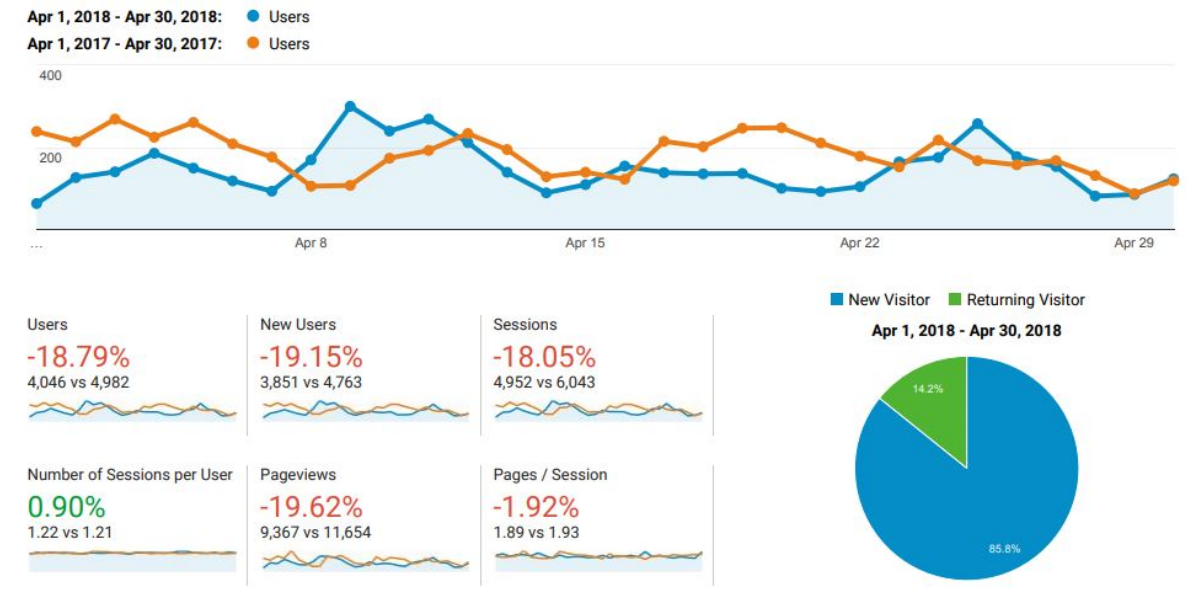 Apr 1, 2018 - Apr 30, 2018: Users
Apr 1, 2017 - Apr 30, 2017: Users
400
200
... Apr 8 Apr 15 Apr 22 Apr 29
Users
-18.79%
4,046 vs 4,982
New Users
-19.15%
3,851 vs 4,763
Sessions
-18.05%
4,952 vs 6,043
Number of Sessions per User
0.90%
1.22 vs 1.21
Pageviews
-19.62%
9,367 vs 11,654
Pages / Session
-1.92%
1.89 vs 1.93
New Visitor Returning Visitor
Apr 1, 2018 - Apr 30, 2018
14.2%
85.8%